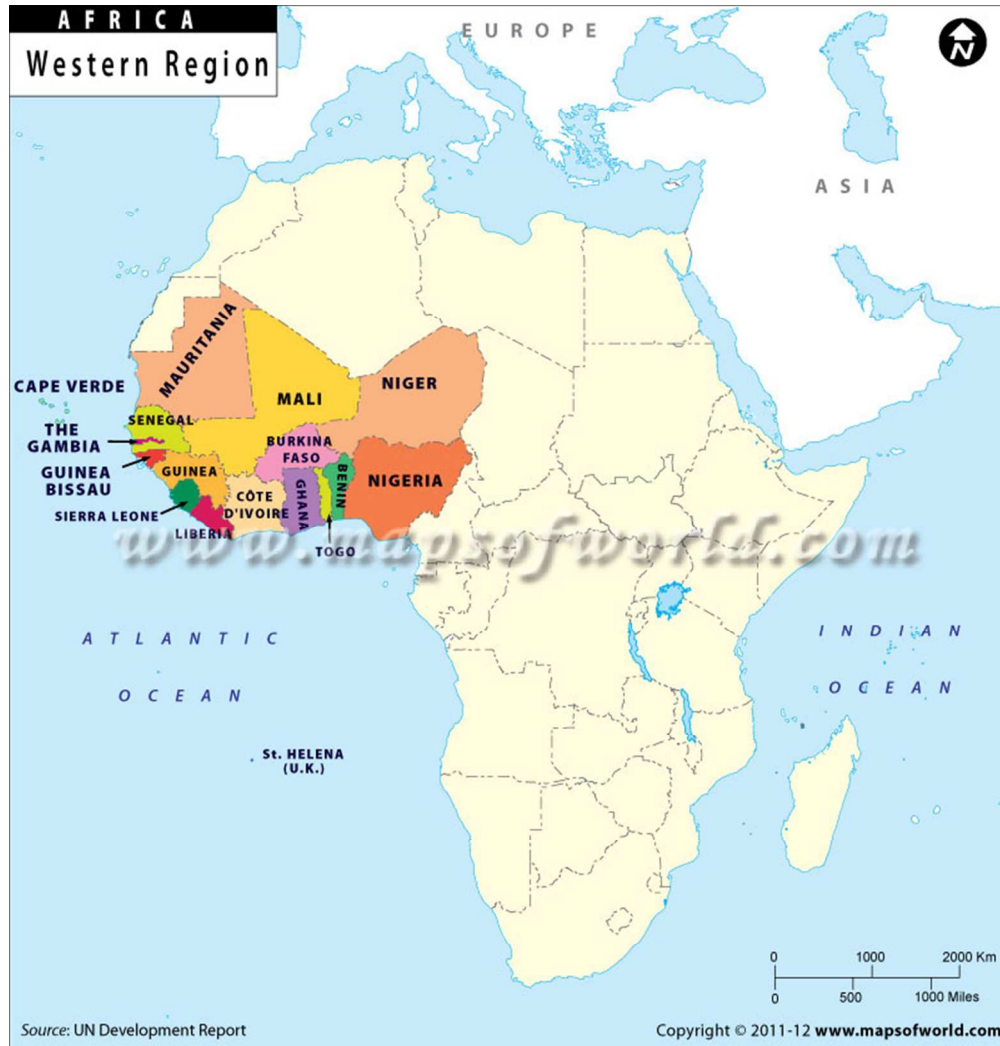 AFRICA
Western Region
EUROPE
N
ASIA
MAURITANIA
CAPE VERDE
MALI
NIGER
SENEGAL
THE
GAMBIA
BURKINA
FASO
GUINEA
BISSAU
GUINEA
BENIN
NIGERIA
GHANA
CÔTE
D'IVOIRE
SIERRA LEONE
LIBERIA
TOGO
www.mapsofworld.com
ATLANTIC
OCEAN
INDIAN
OCEAN
St. HELENA
(U.K.)
0 1000 2000 Km
0 500 1000 Miles
Source: UN Development Report
Copyright © 2011-12 www.mapsofworld.com